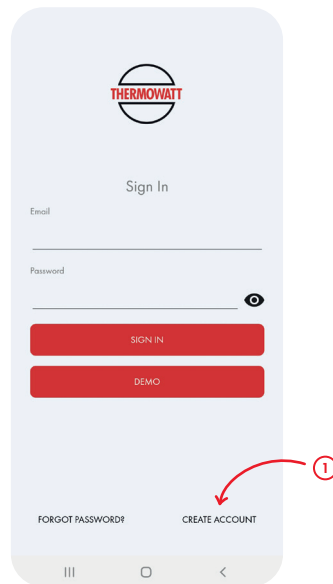 THERMOWATT
Sign In
Email
Password
SIGN IN
DEMO
1
FORGOT PASSWORD?
CREATE ACCOUNT